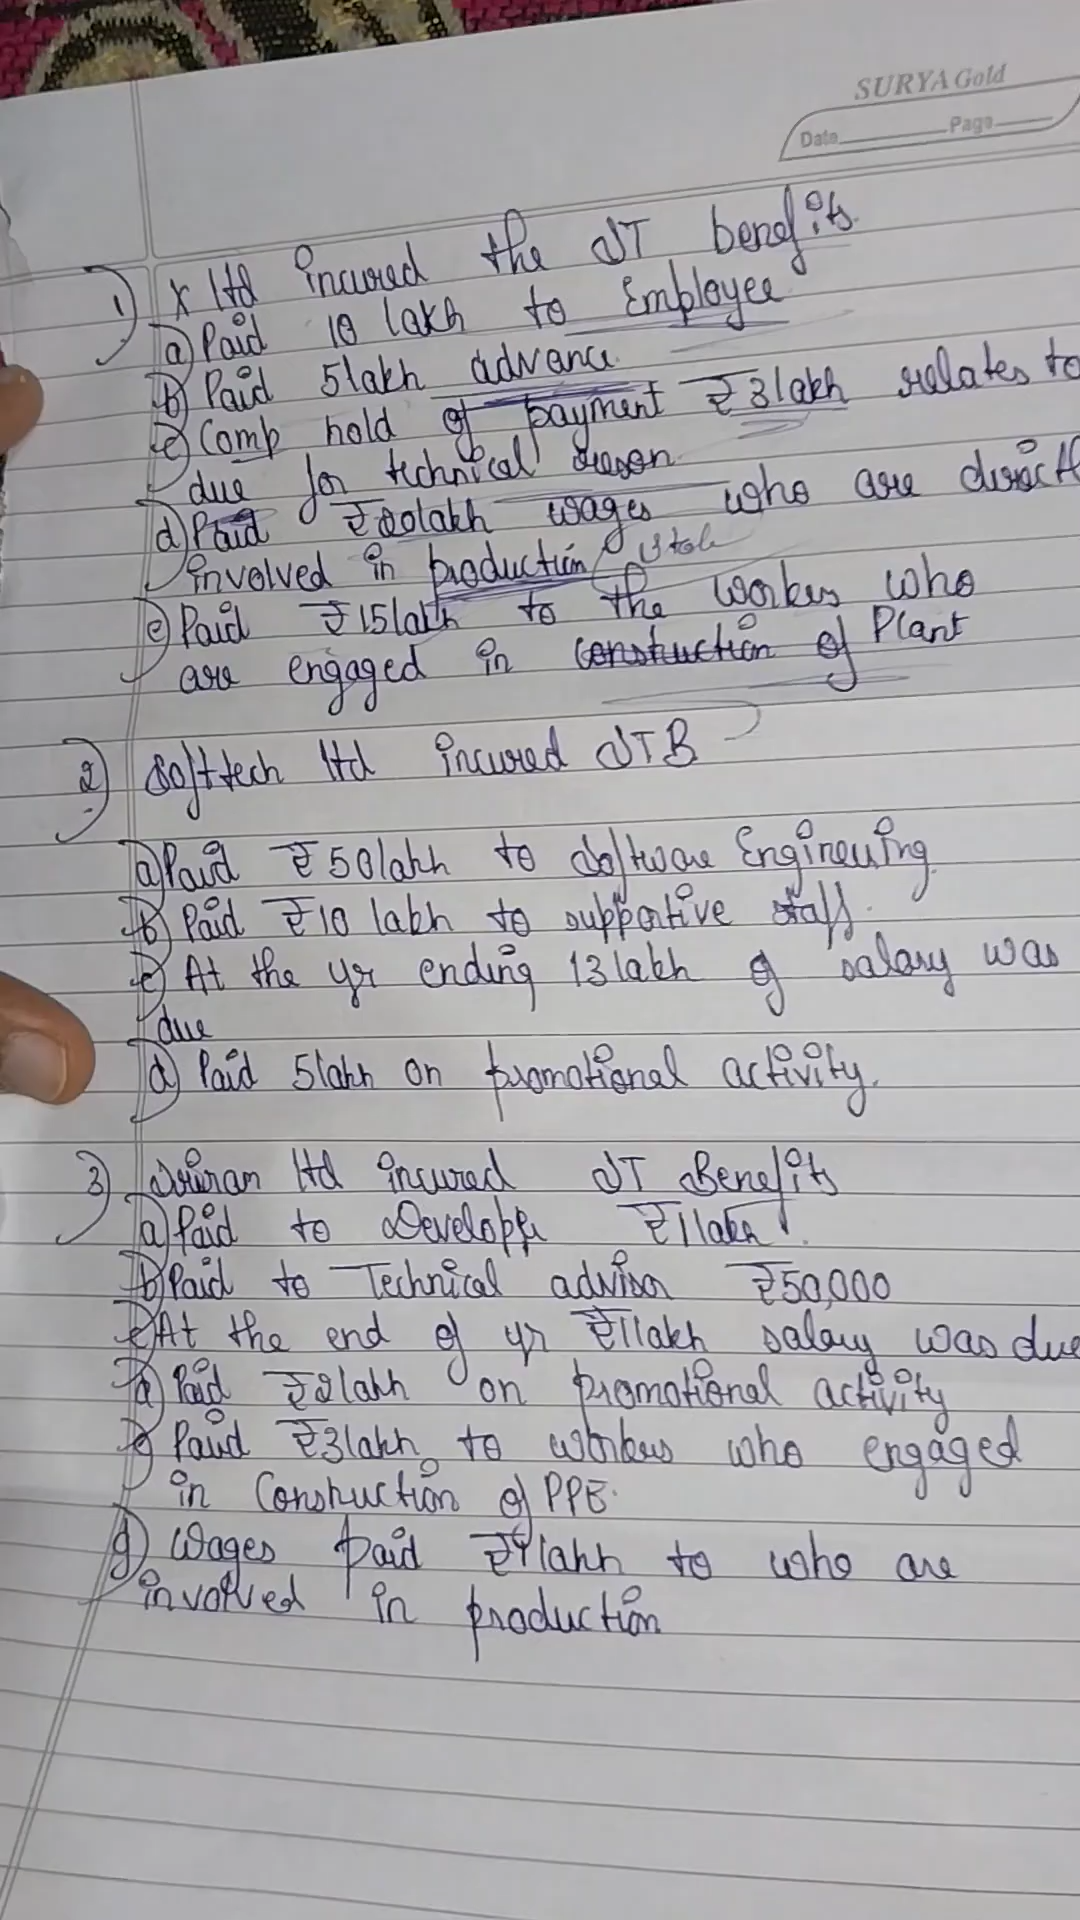 SURYA Gold
Date Page
1) X ltd incured the ST benefits.
a) Paid 10 lakh to Employee
b) Paid 5lakh advance.
c) Comp hold of payment ₹3lakh relates to
due for technical reason
d) Paid ₹20lakh wages who are direct
involved in production
e) Paid ₹15lakh to the workes who
are engaged in construction of Plant
2) Softtech ltd incured STB
a) Paid ₹50lakh to software Engineering.
b) Paid ₹10 lakh to supportive staff.
c) At the yr ending 13lakh of salary was
due
d) Paid 5lakh on promotional activity.
3) ltd incured ST Benefits
a) Paid to Developer ₹11lakh.
b) Paid to Technical advisor ₹50,000
c) At the end of yr ₹11lakh salary was due
d) Paid ₹2lakh on promotional activity
e) Paid ₹3lakh to workes who engaged
in Construction of PPE.
g) Wages paid ₹4lakh to who are
involved in production